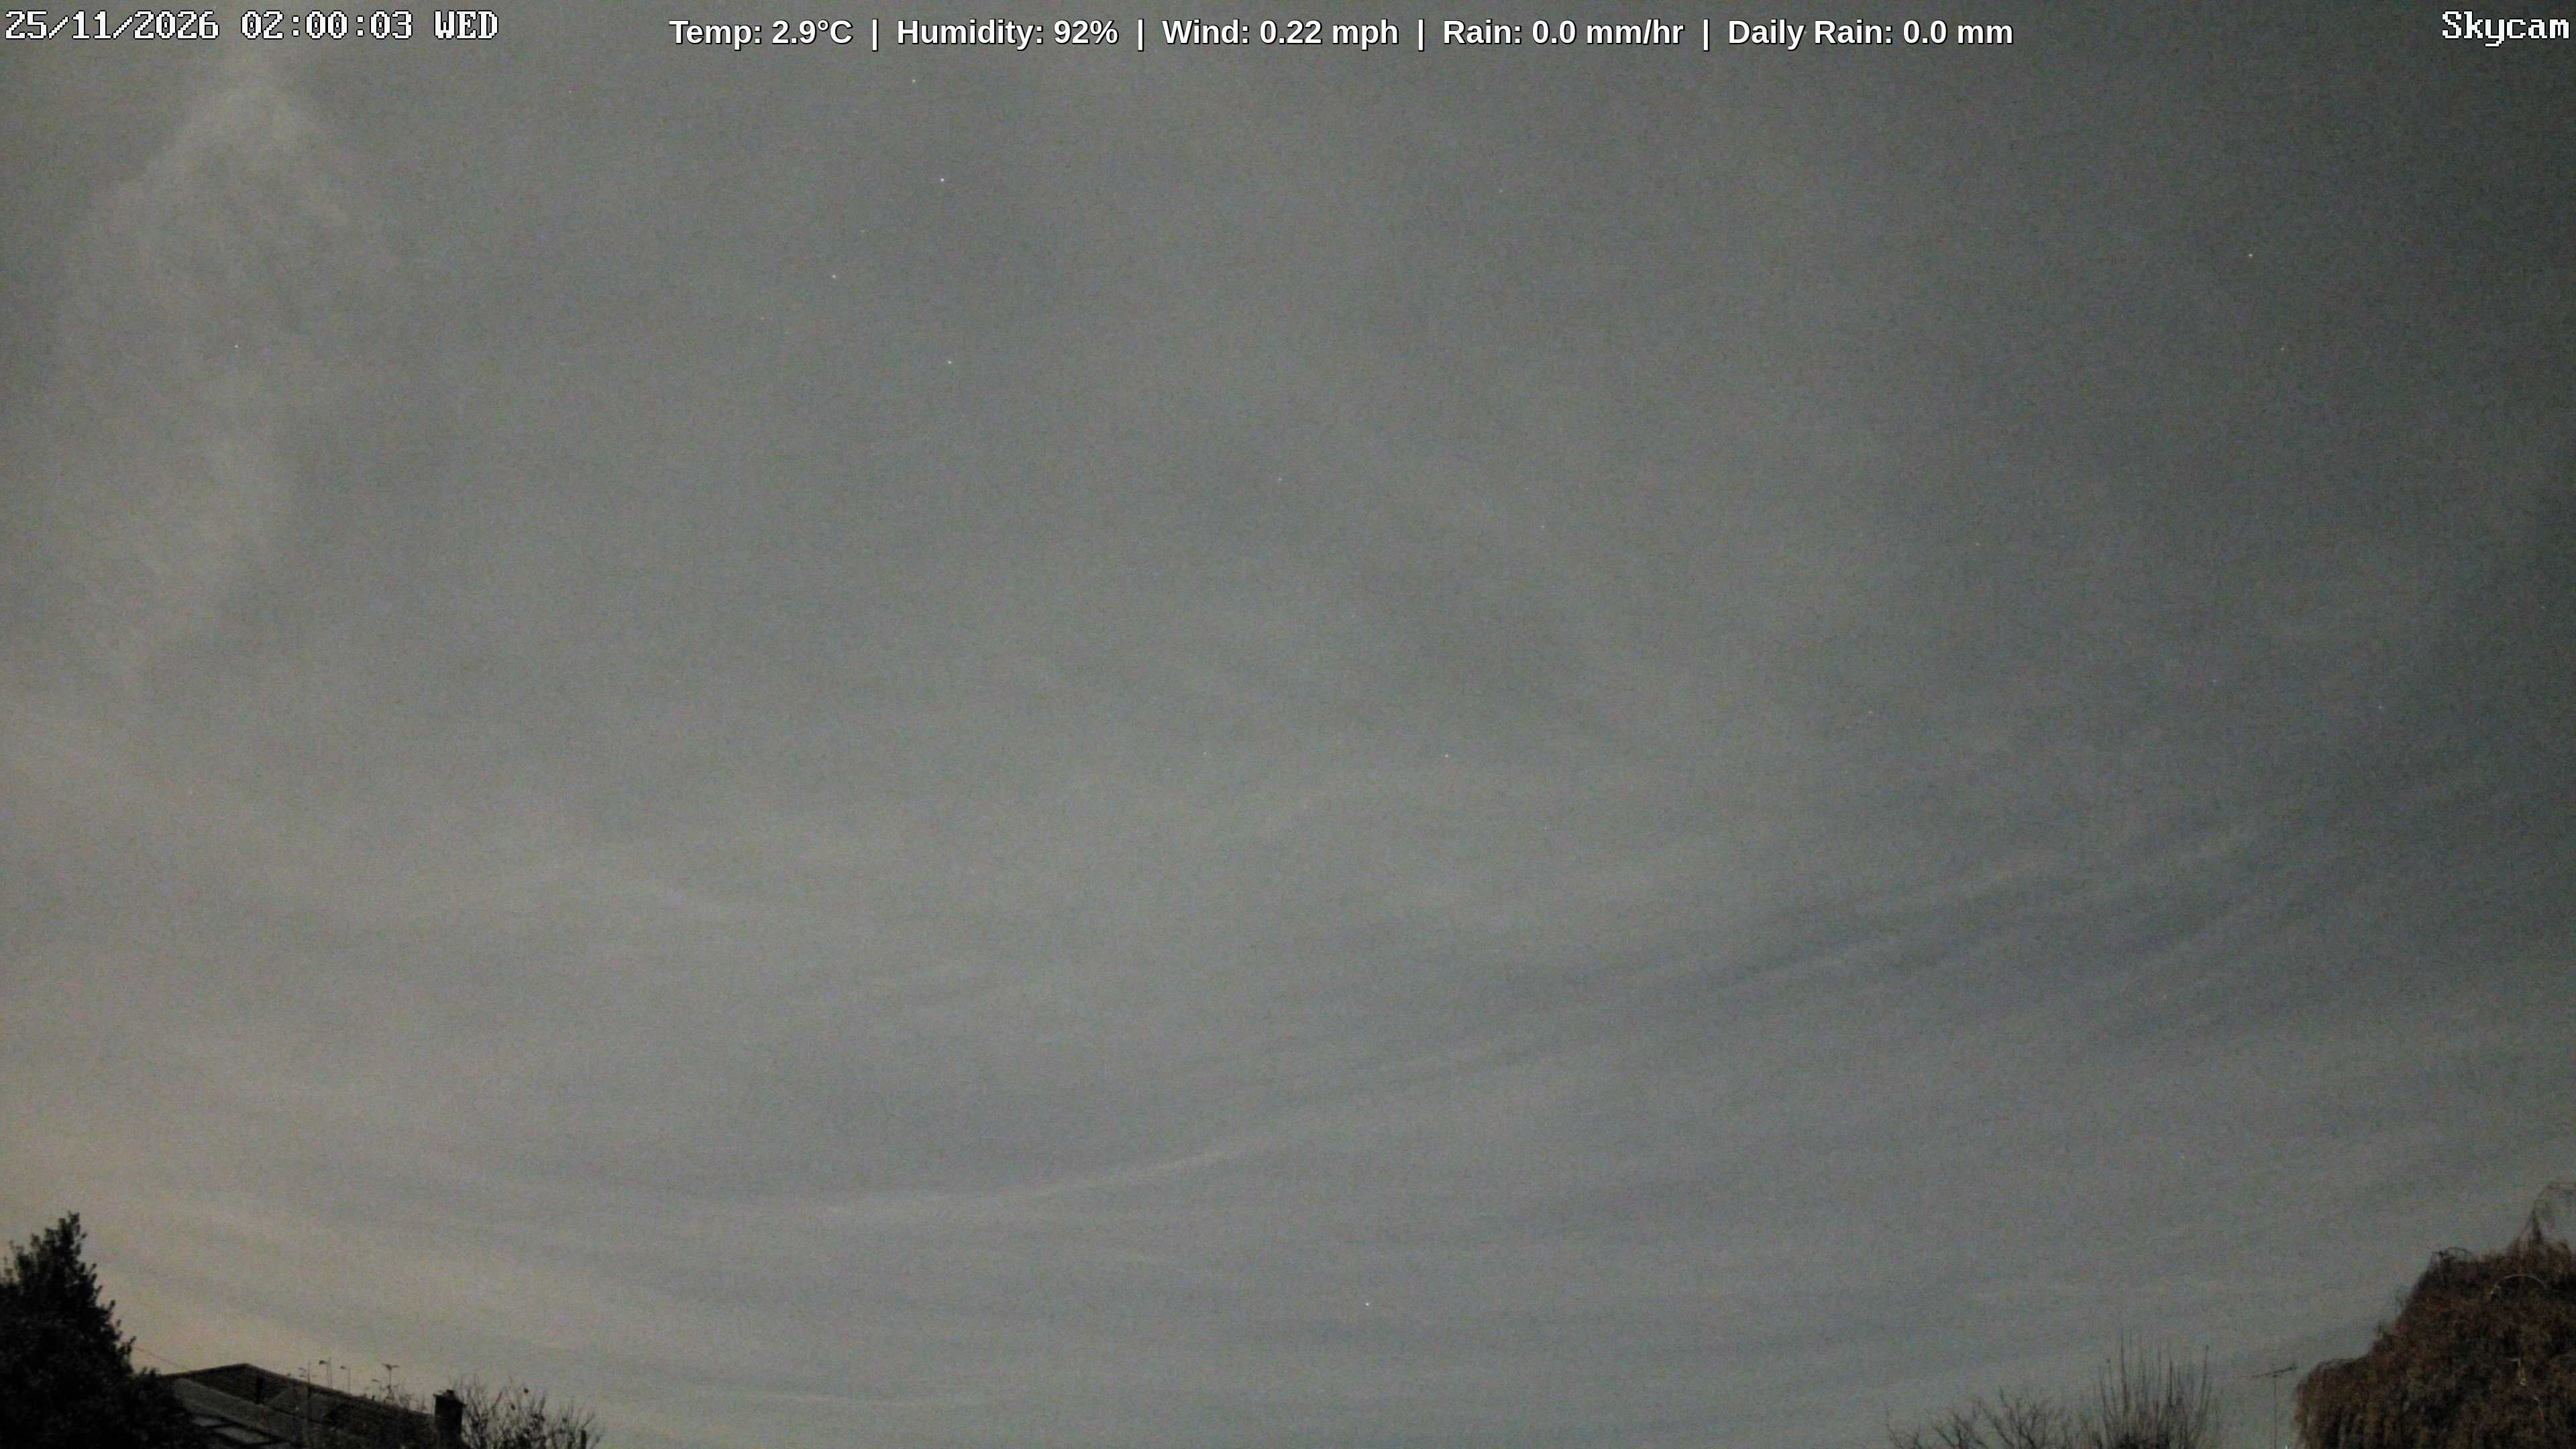 25/11/2026 02:00:03 WED
Temp: 2.9°C | Humidity: 92% | Wind: 0.22 mph | Rain: 0.0 mm/hr | Daily Rain: 0.0 mm
Skycam